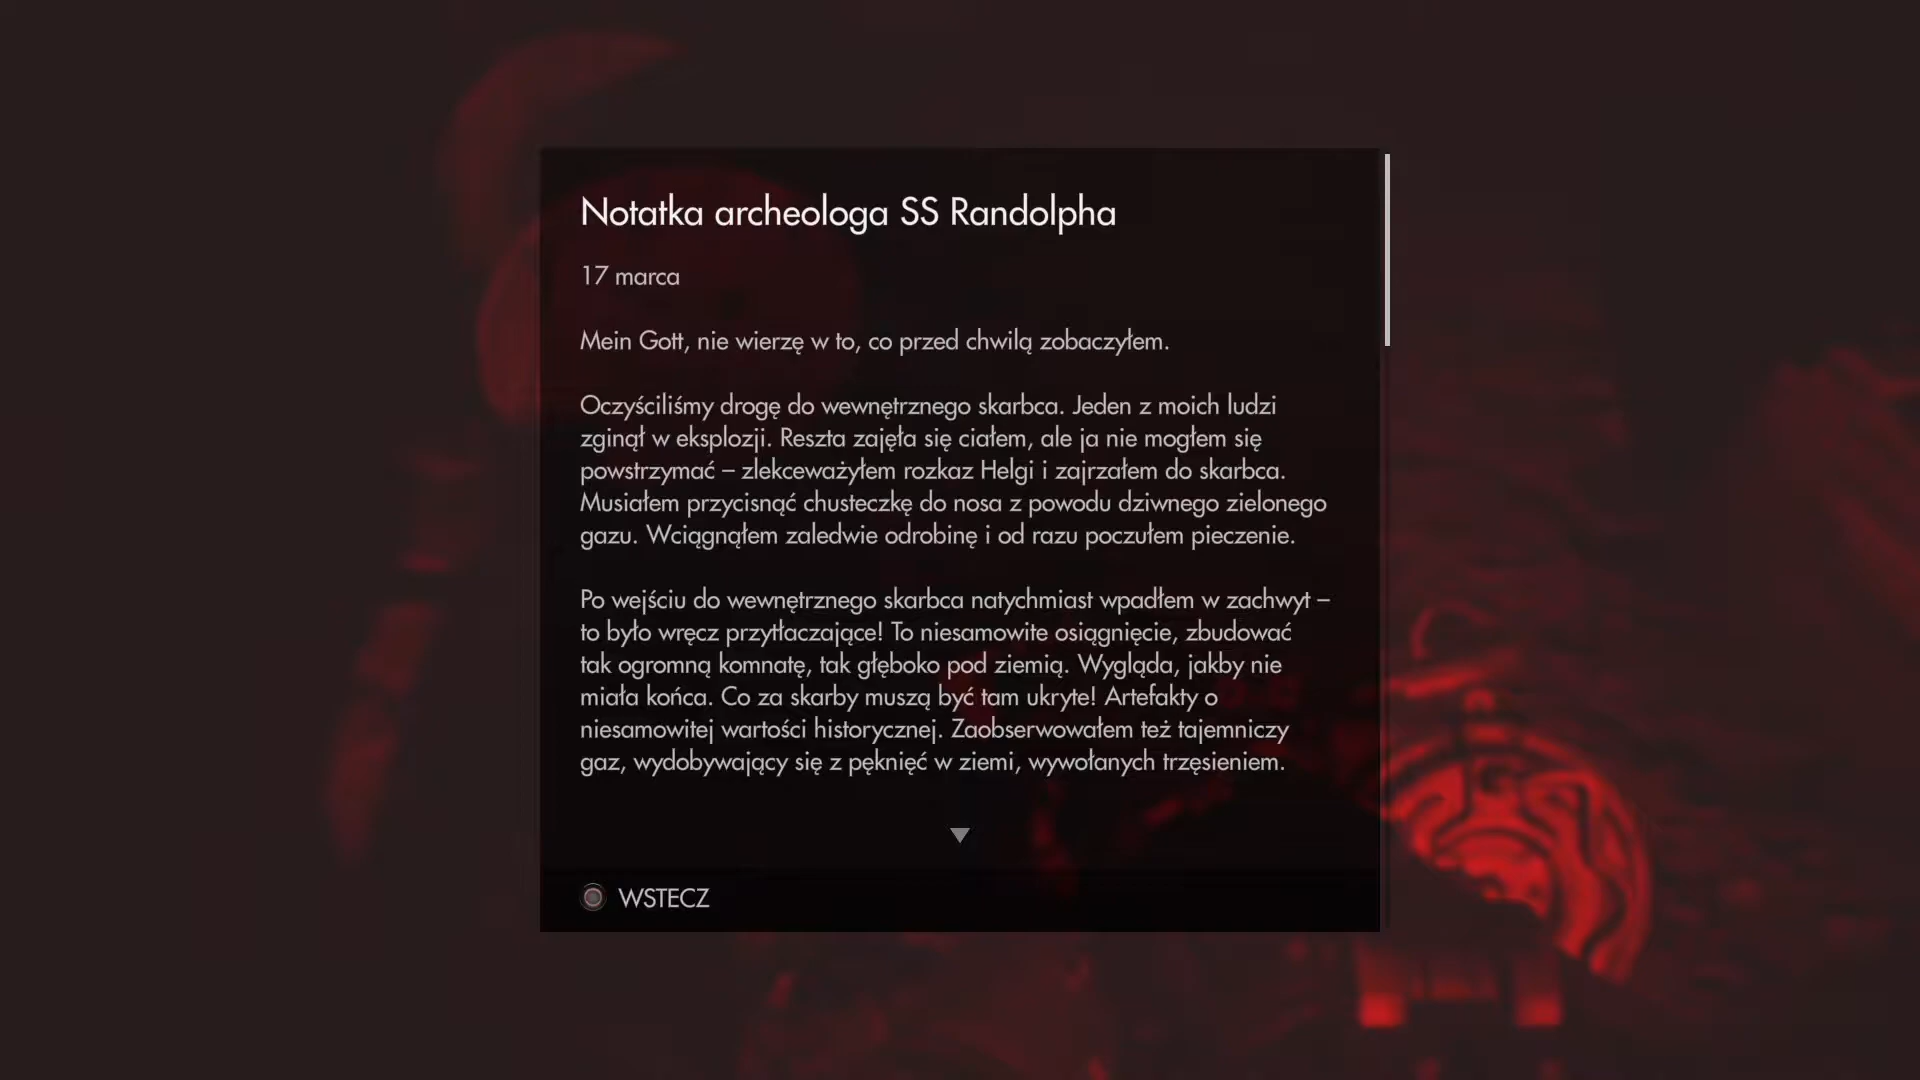 Notatka archeologa SS Randolpha
17 marca
Mein Gott, nie wierzę w to, co przed chwilą zobaczyłem.
Oczyściliśmy drogę do wewnętrznego skarbca. Jeden z moich ludzi
zginął w eksplozji. Reszta zajęła się ciałem, ale ja nie mogłem się
powstrzymać – zlekceważyłem rozkaz Helgi i zajrzałem do skarbca.
Musiałem przycisnąć chusteczkę do nosa z powodu dziwnego zielonego
gazu. Wciągnąłem zaledwie odrobinę i od razu poczułem pieczenie.
Po wejściu do wewnętrznego skarbca natychmiast wpadłem w zachwyt –
to było wręcz przytłaczające! To niesamowite osiągnięcie, zbudować
tak ogromną komnatę, tak głęboko pod ziemią. Wygląda, jakby nie
miała końca. Co za skarby muszą być tam ukryte! Artefakty o
niesamowitej wartości historycznej. Zaobserwowałem też tajemniczy
gaz, wydobywający się z pęknięć w ziemi, wywołanych trzęsieniem.
WSTECZ